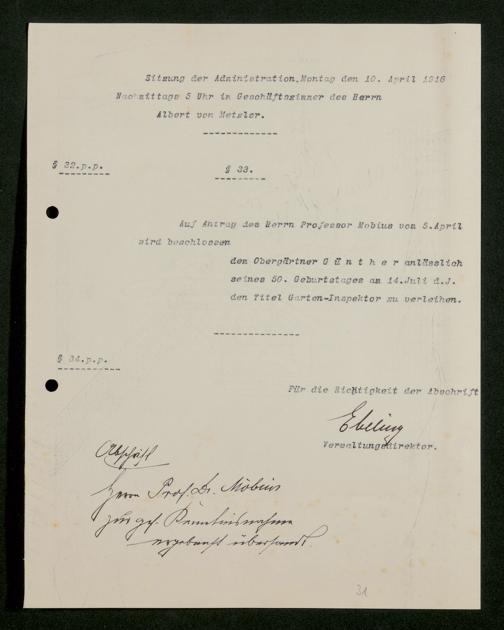 Sitzung der Administration,Montag den 10. April 1916
Nachmittags 5 Uhr im Geschäftszimmer des Herrn
Albert von Metzler.
§ 32.p.p.
§ 33.
Auf Antrag des Herrn Professor Mobius vom 5.April
wird beschlossen
den Obergärtner G ü n t h e r anlässlich
seines 50. Geburtstages am 14.Juli d.J.
den Titel Garten-Inspektor zu verleihen.
§ 34.p.p.
Für die Richtigkeit der Abschrift
Ebeling
Verwaltungsdirektor.
Abschrift
Herrn Prof. Dr. Möbius
zur gef. Kenntnisnahme
ergebenst übersandt.
31